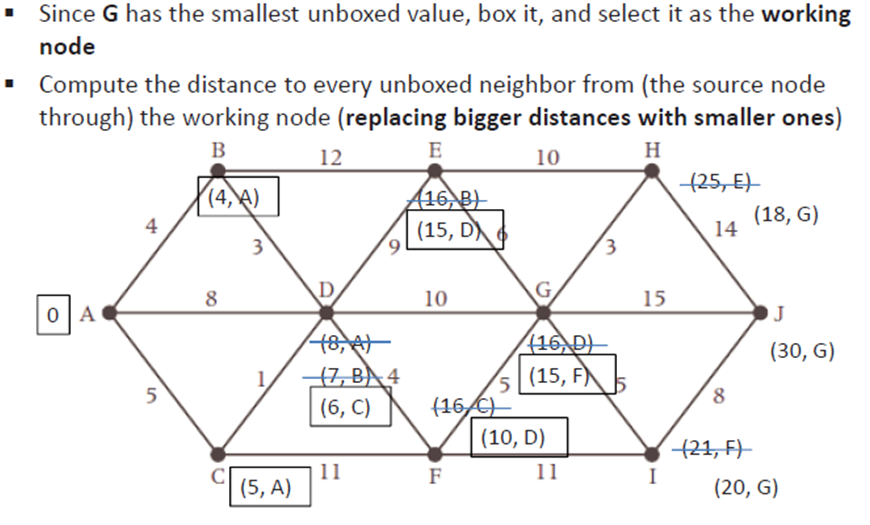 ▪ Since G has the smallest unboxed value, box it, and select it as the working
node
▪ Compute the distance to every unboxed neighbor from (the source node
through) the working node (replacing bigger distances with smaller ones)
B 12 E 10 H
(4, A) (16, B) (25, E)
(15, D) 6 (18, G)
4 3 9 3 14
0 A 8 D 10 G 15 J
(8, A) (16, D) (30, G)
5 1 (7, B) 4 5 (15, F) 5 8
(6, C) (16, C)
(10, D) (21, F)
C (5, A) 11 F 11 I (20, G)